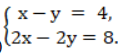 x − y = 4,
2x − 2y = 8.